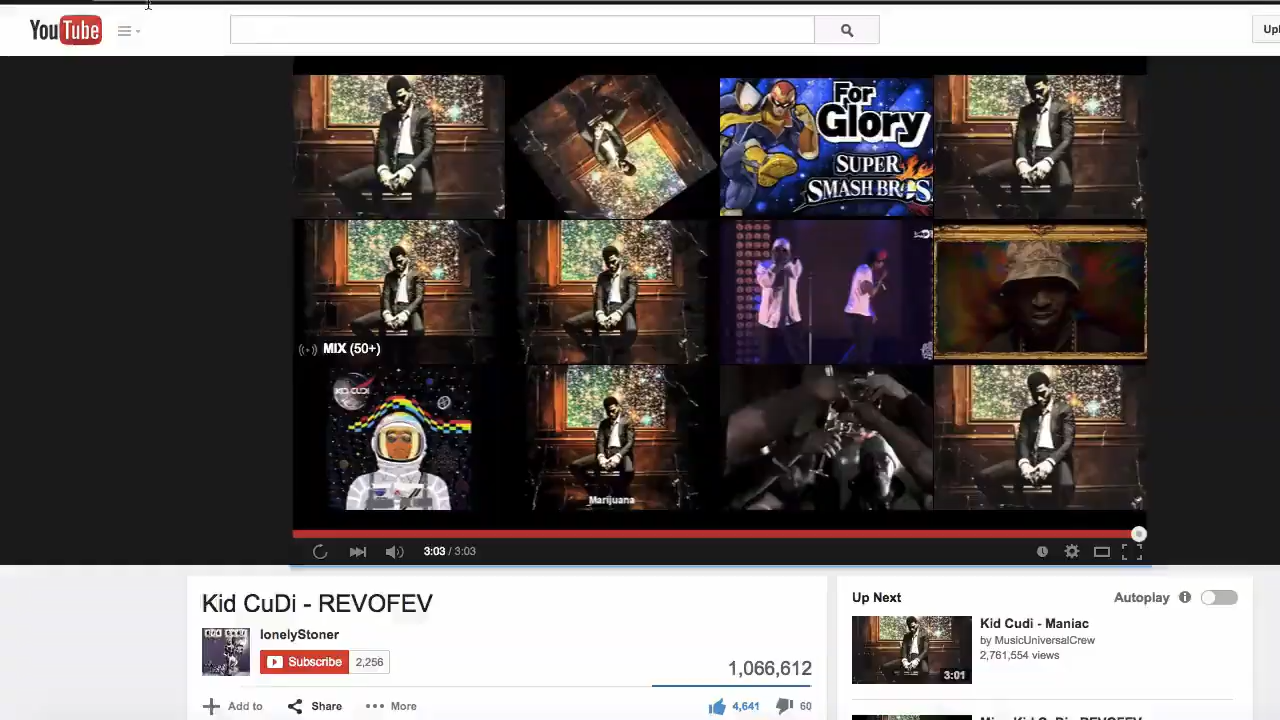 YouTube
Upl
For
Glory
SUPER
SMASH BROS
MIX (50+)
KID CUDI
Marijuana
3:03 / 3:03
Kid CuDi - REVOFEV
lonelyStoner
Subscribe 2,256
1,066,612
Add to Share More 4,641 60
Up Next Autoplay
Kid Cudi - Maniac
by MusicUniversalCrew
2,761,554 views
3:01